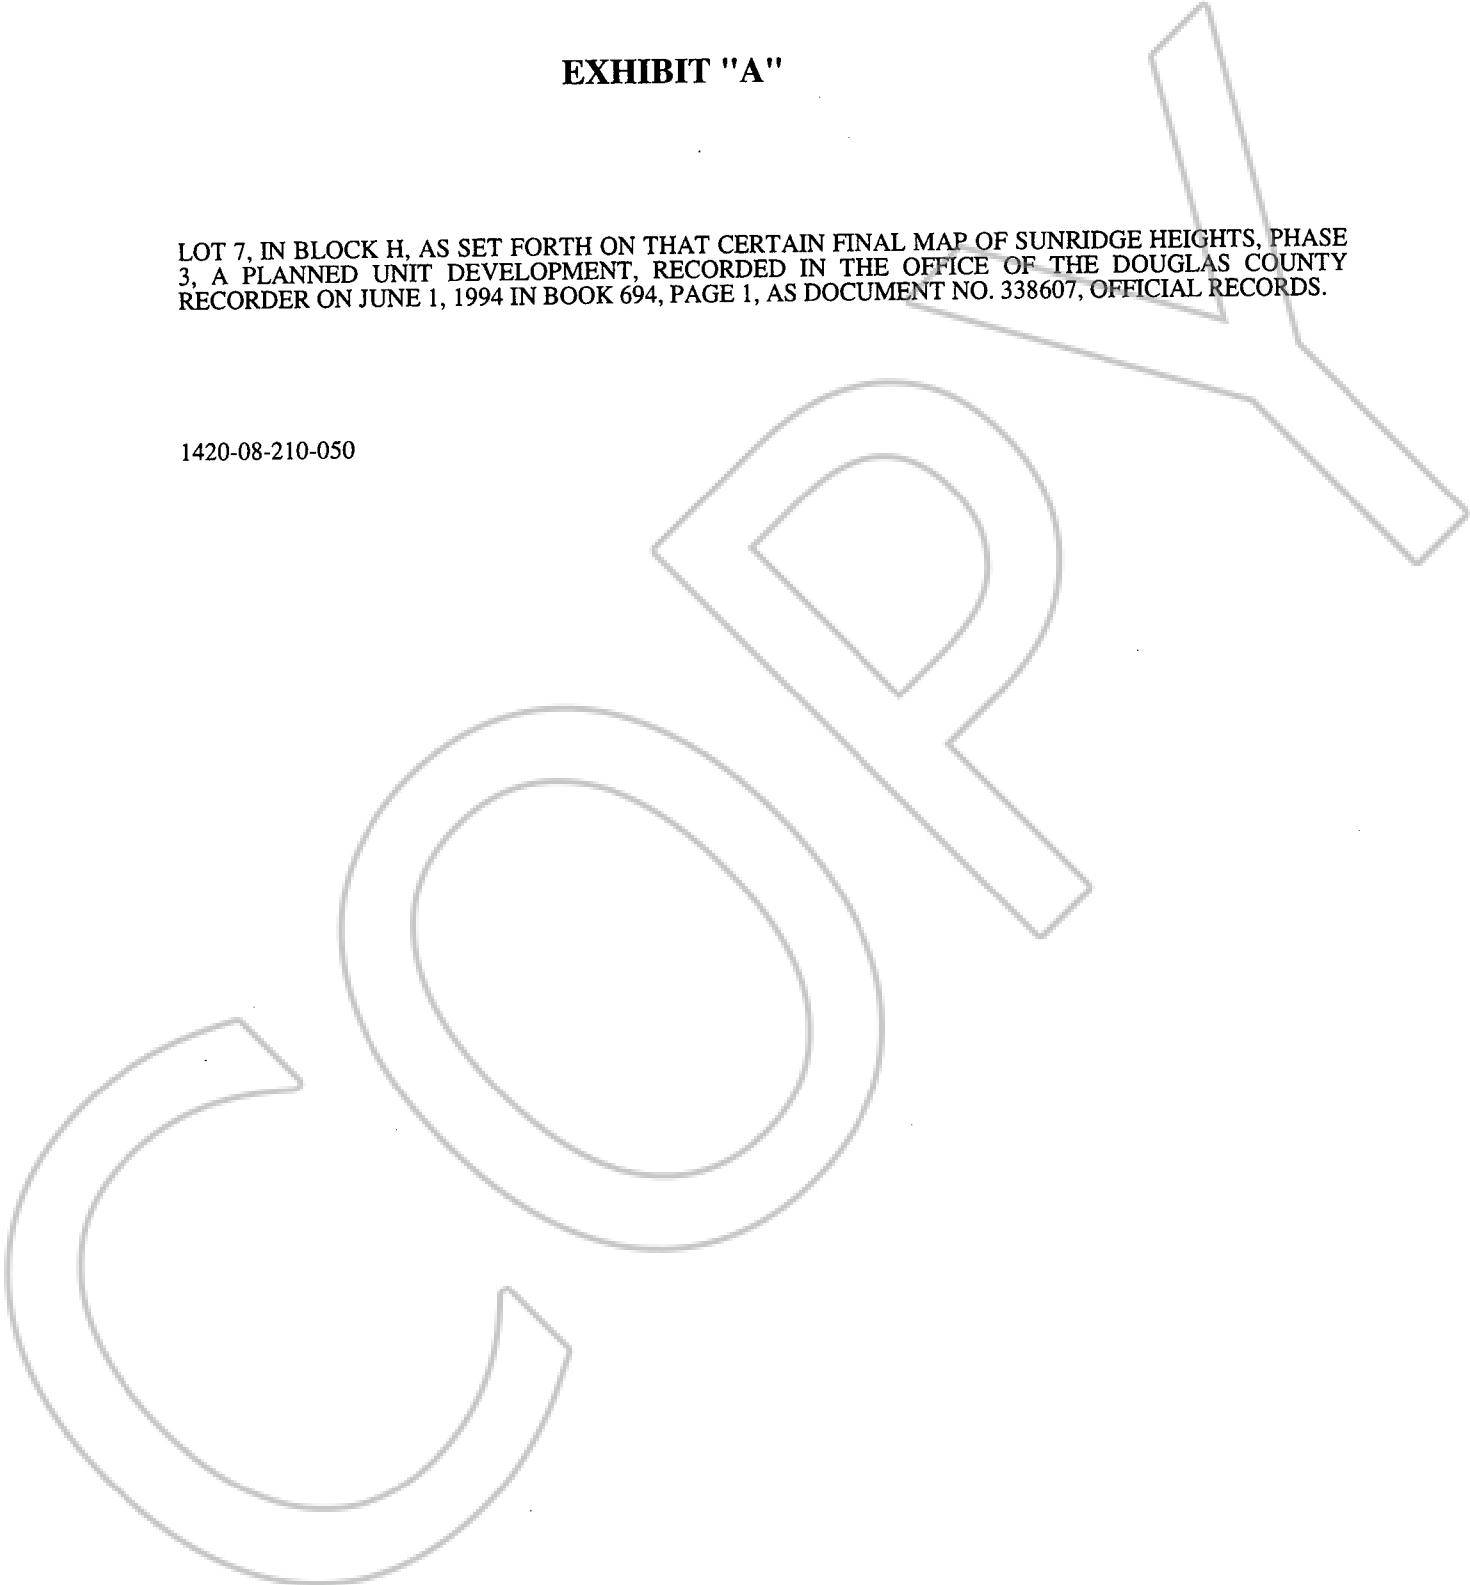 EXHIBIT "A"
LOT 7, IN BLOCK H, AS SET FORTH ON THAT CERTAIN FINAL MAP OF SUNRIDGE HEIGHTS, PHASE
3, A PLANNED UNIT DEVELOPMENT, RECORDED IN THE OFFICE OF THE DOUGLAS COUNTY
RECORDER ON JUNE 1, 1994 IN BOOK 694, PAGE 1, AS DOCUMENT NO. 338607, OFFICIAL RECORDS.
1420-08-210-050
COPY